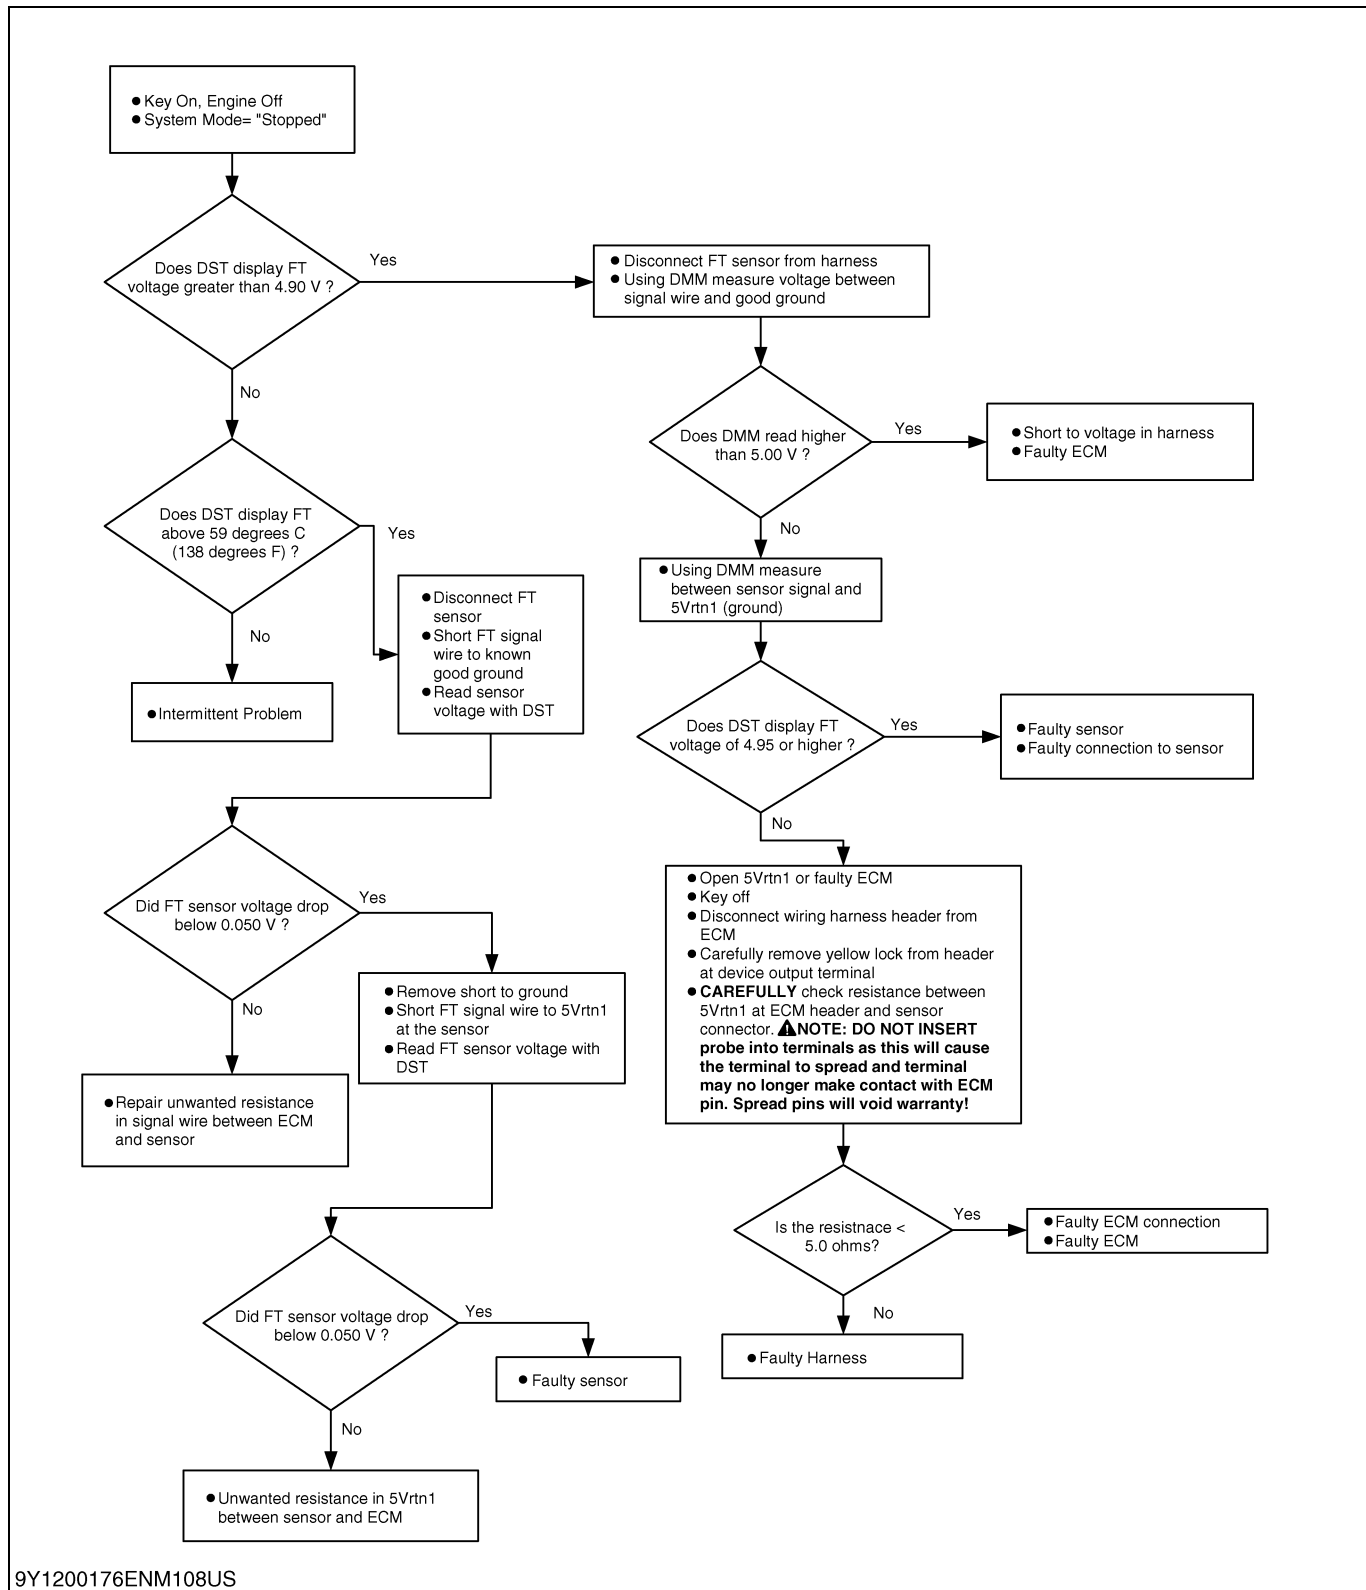 ● Key On, Engine Off
● System Mode= "Stopped"
Does DST display FT
voltage greater than 4.90 V ?
Yes
● Disconnect FT sensor from harness
● Using DMM measure voltage between
signal wire and good ground
No
Does DMM read higher
than 5.00 V ?
Yes
● Short to voltage in harness
● Faulty ECM
No
Does DST display FT
above 59 degrees C
(138 degrees F) ?
Yes
● Using DMM measure
between sensor signal and
5Vrtn1 (ground)
● Disconnect FT
sensor
● Short FT signal
wire to known
good ground
● Read sensor
voltage with DST
No
● Intermittent Problem
Does DST display FT
voltage of 4.95 or higher ?
Yes
● Faulty sensor
● Faulty connection to sensor
No
Did FT sensor voltage drop
below 0.050 V ?
Yes
● Open 5Vrtn1 or faulty ECM
● Key off
● Disconnect wiring harness header from
ECM
● Carefully remove yellow lock from header
at device output terminal
● CAREFULLY check resistance between
5Vrtn1 at ECM header and sensor
connector. ⚠NOTE: DO NOT INSERT
probe into terminals as this will cause
the terminal to spread and terminal
may no longer make contact with ECM
pin. Spread pins will void warranty!
● Remove short to ground
● Short FT signal wire to 5Vrtn1
at the sensor
● Read FT sensor voltage with
DST
No
● Repair unwanted resistance
in signal wire between ECM
and sensor
Is the resistnace <
5.0 ohms?
Yes
● Faulty ECM connection
● Faulty ECM
No
● Faulty Harness
Did FT sensor voltage drop
below 0.050 V ?
Yes
● Faulty sensor
No
● Unwanted resistance in 5Vrtn1
between sensor and ECM
9Y1200176ENM108US